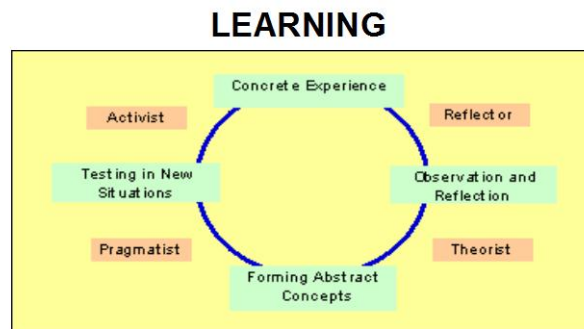 LEARNING
Concrete Experience
Activist
Reflector
Testing in New
Situations
Observation and
Reflection
Pragmatist
Theorist
Forming Abstract
Concepts